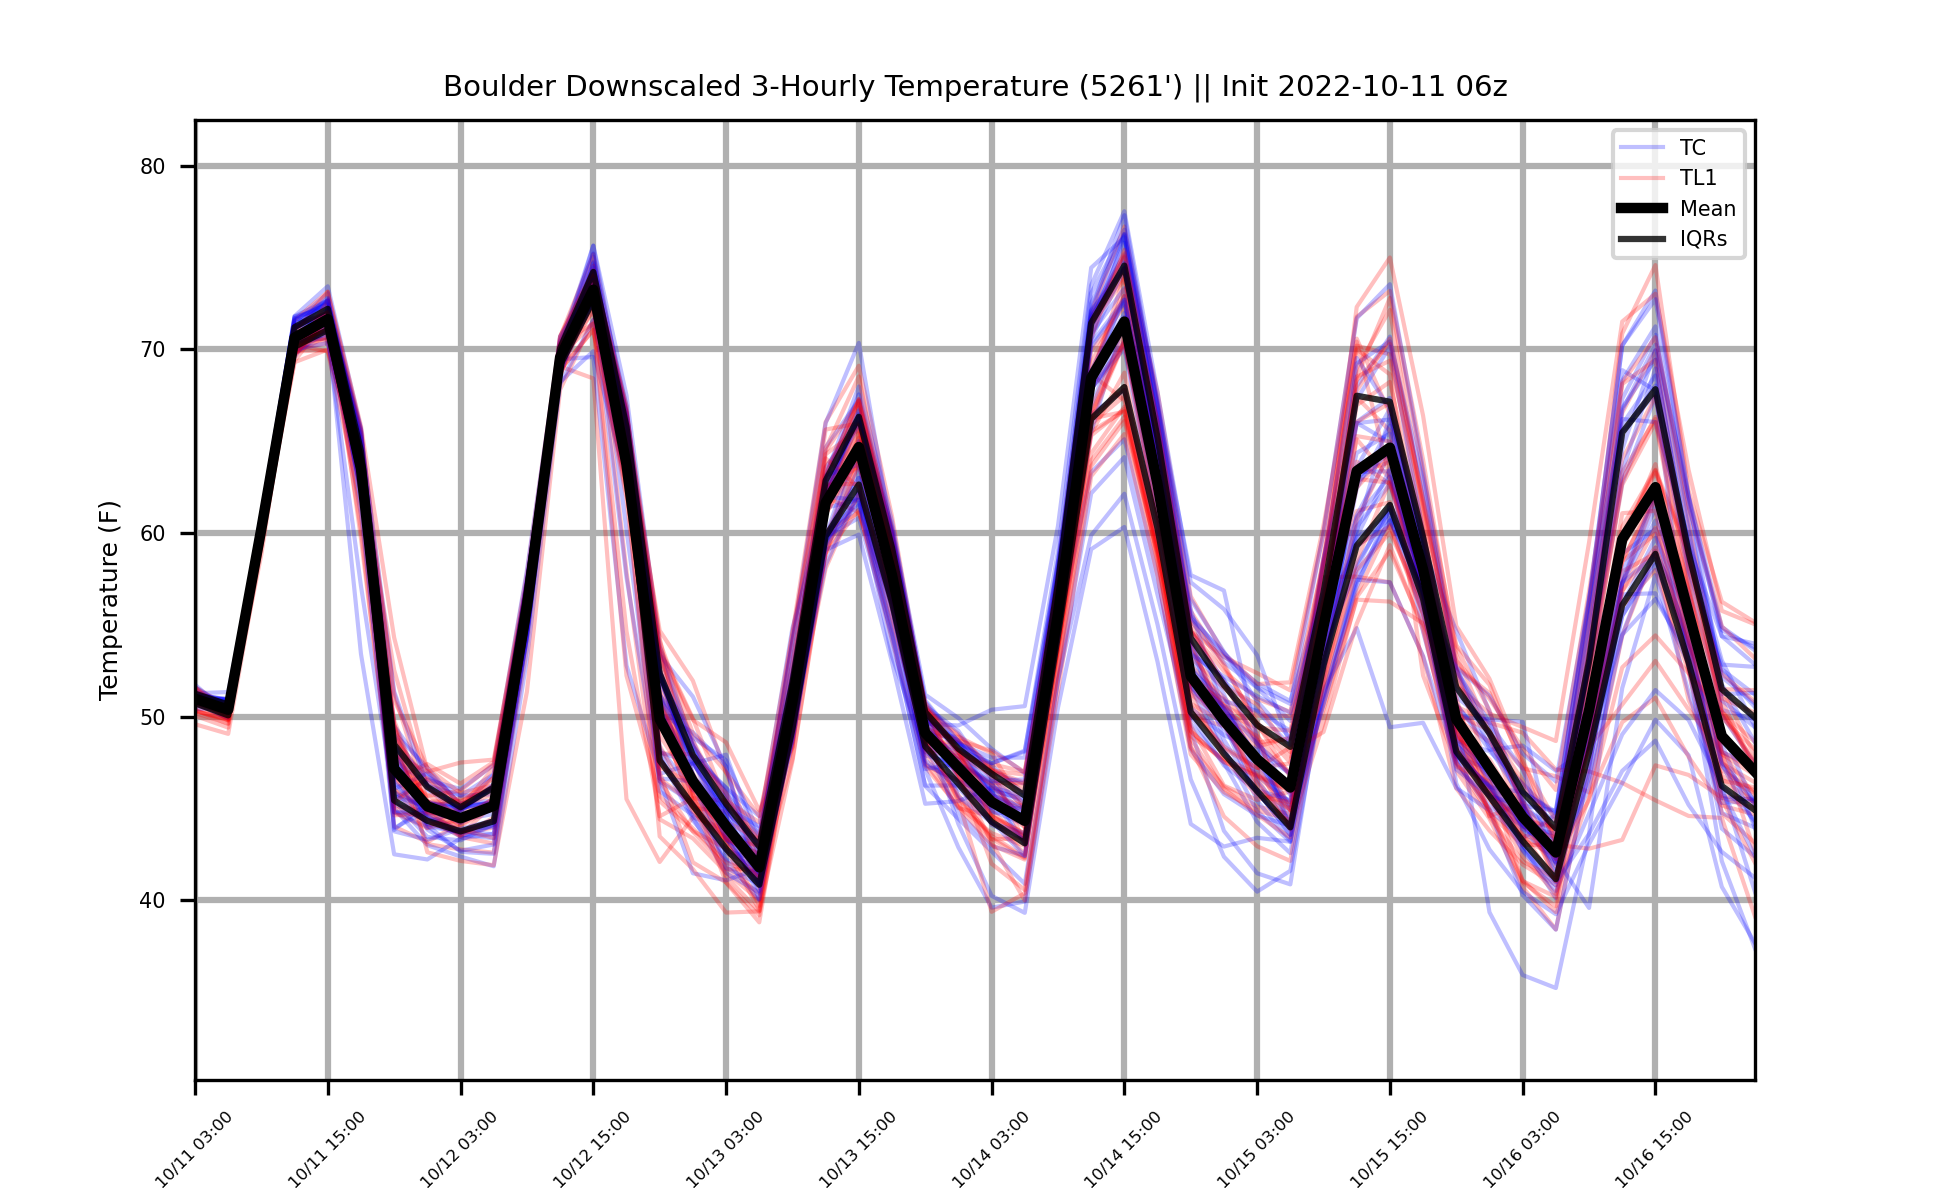 Boulder Downscaled 3-Hourly Temperature (5261') || Init 2022-10-11 06z
TC
TL1
Mean
IQRs
Temperature (F)
80
70
60
50
40
10/11 03:00
10/11 15:00
10/12 03:00
10/12 15:00
10/13 03:00
10/13 15:00
10/14 03:00
10/14 15:00
10/15 03:00
10/15 15:00
10/16 03:00
10/16 15:00